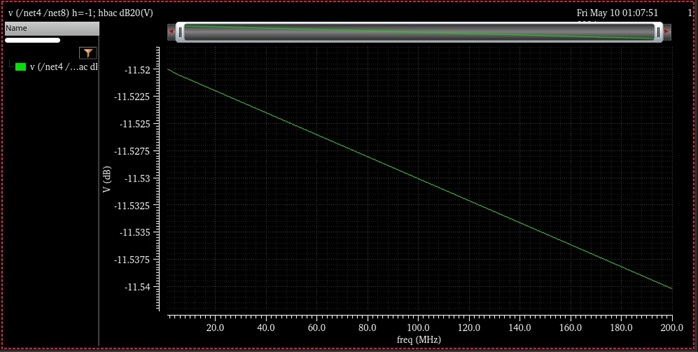 v (/net4 /net8) h=-1; hbac dB20(V)
Fri May 10 01:07:51
1
Name
v (/net4 /...ac dI
-11.52
-11.5225
-11.525
-11.5275
-11.53
-11.5325
-11.535
-11.5375
-11.54
V (dB)
20.0 40.0 60.0 80.0 100.0 120.0 140.0 160.0 180.0 200.0
freq (MHz)